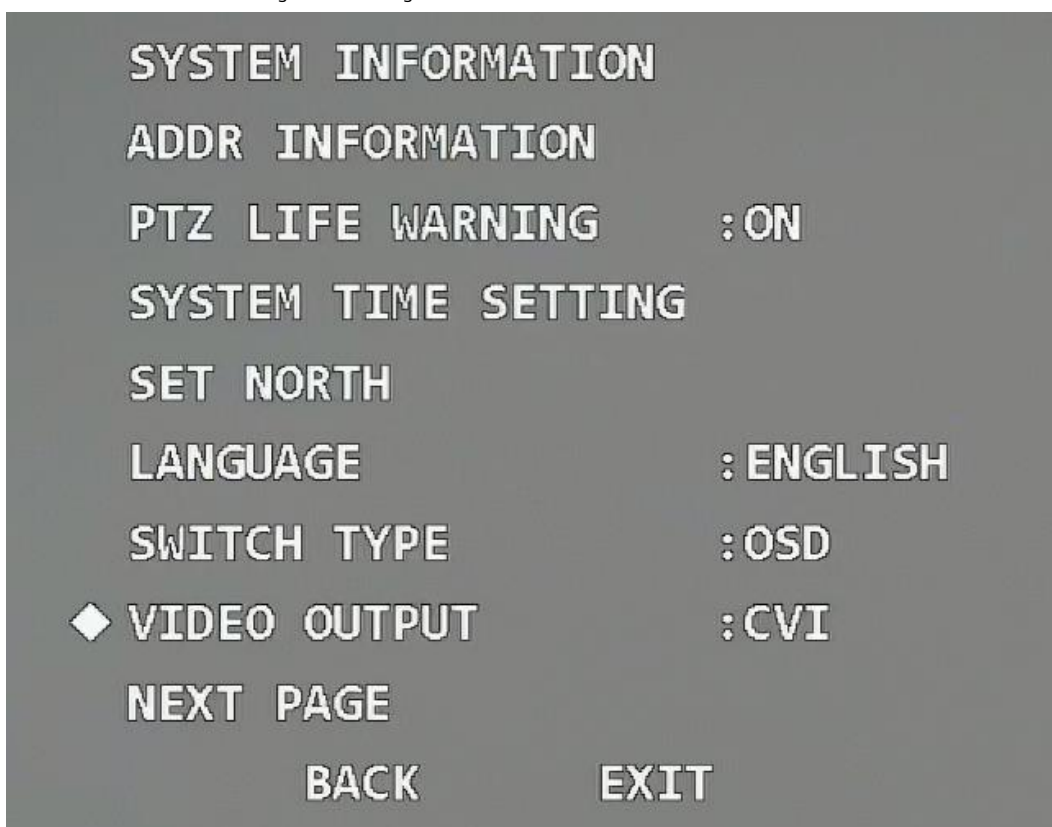 SYSTEM INFORMATION
ADDR INFORMATION
PTZ LIFE WARNING :ON
SYSTEM TIME SETTING
SET NORTH
LANGUAGE :ENGLISH
SWITCH TYPE :OSD
VIDEO OUTPUT :CVI
NEXT PAGE
BACK EXIT